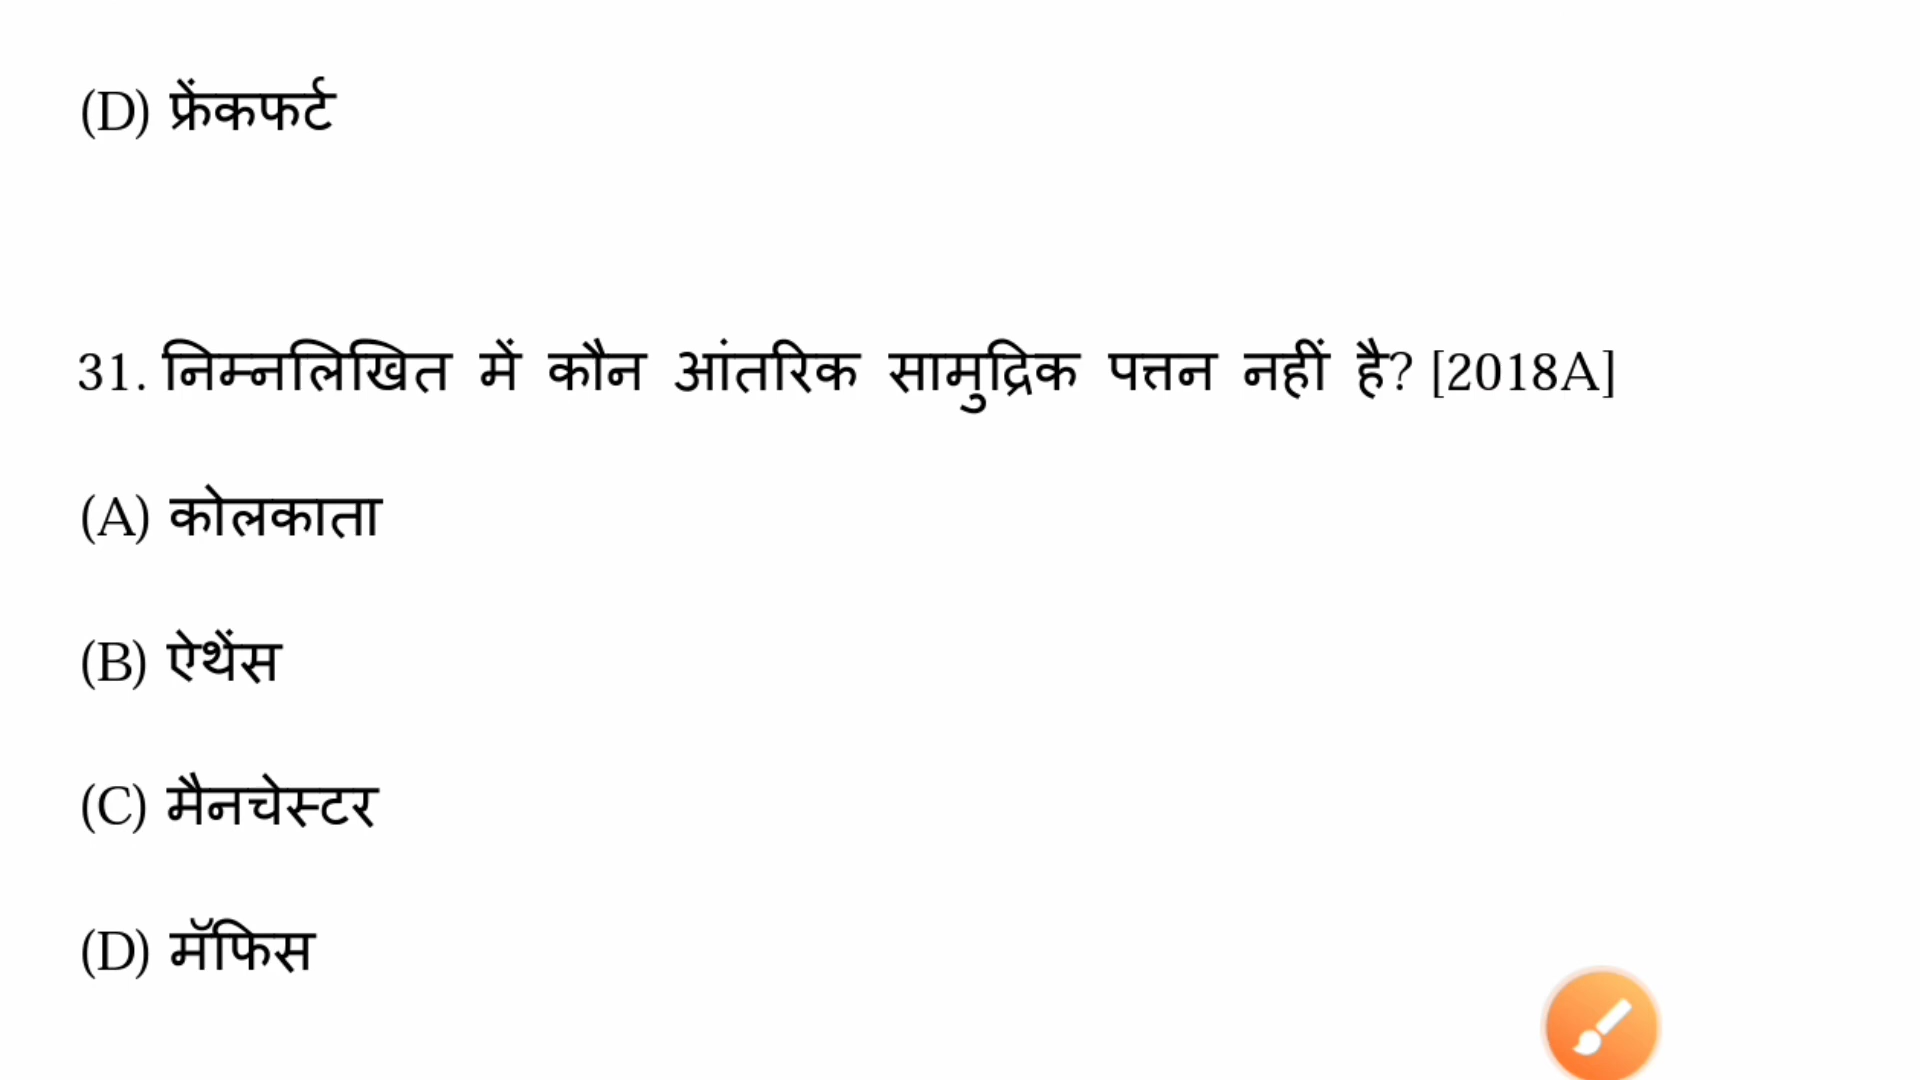 (D) फ्रेंकफर्ट
31. निम्नलिखित में कौन आंतरिक सामुद्रिक पत्तन नहीं है? [2018A]
(A) कोलकाता
(B) ऐथेंस
(C) मैनचेस्टर
(D) मॅफिस